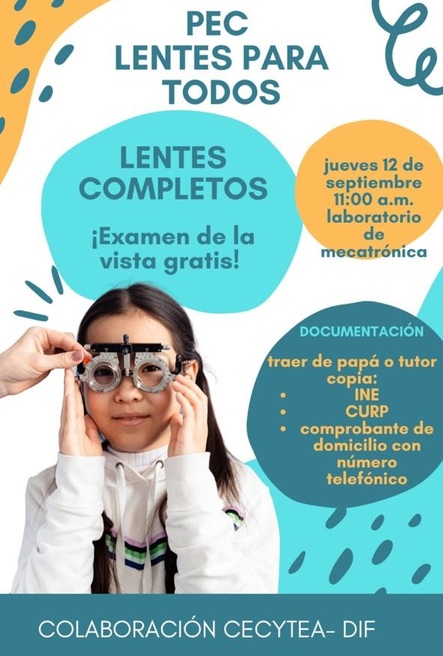 PEC
LENTES PARA
TODOS
LENTES
COMPLETOS
¡Examen de la
vista gratis!
jueves 12 de
septiembre
11:00 a.m.
laboratorio
de
mecatrónica
DOCUMENTACIÓN
traer de papá o tutor
copia:
• INE
• CURP
• comprobante de
domicilio con
número
telefónico
COLABORACIÓN CECYTEA- DIF